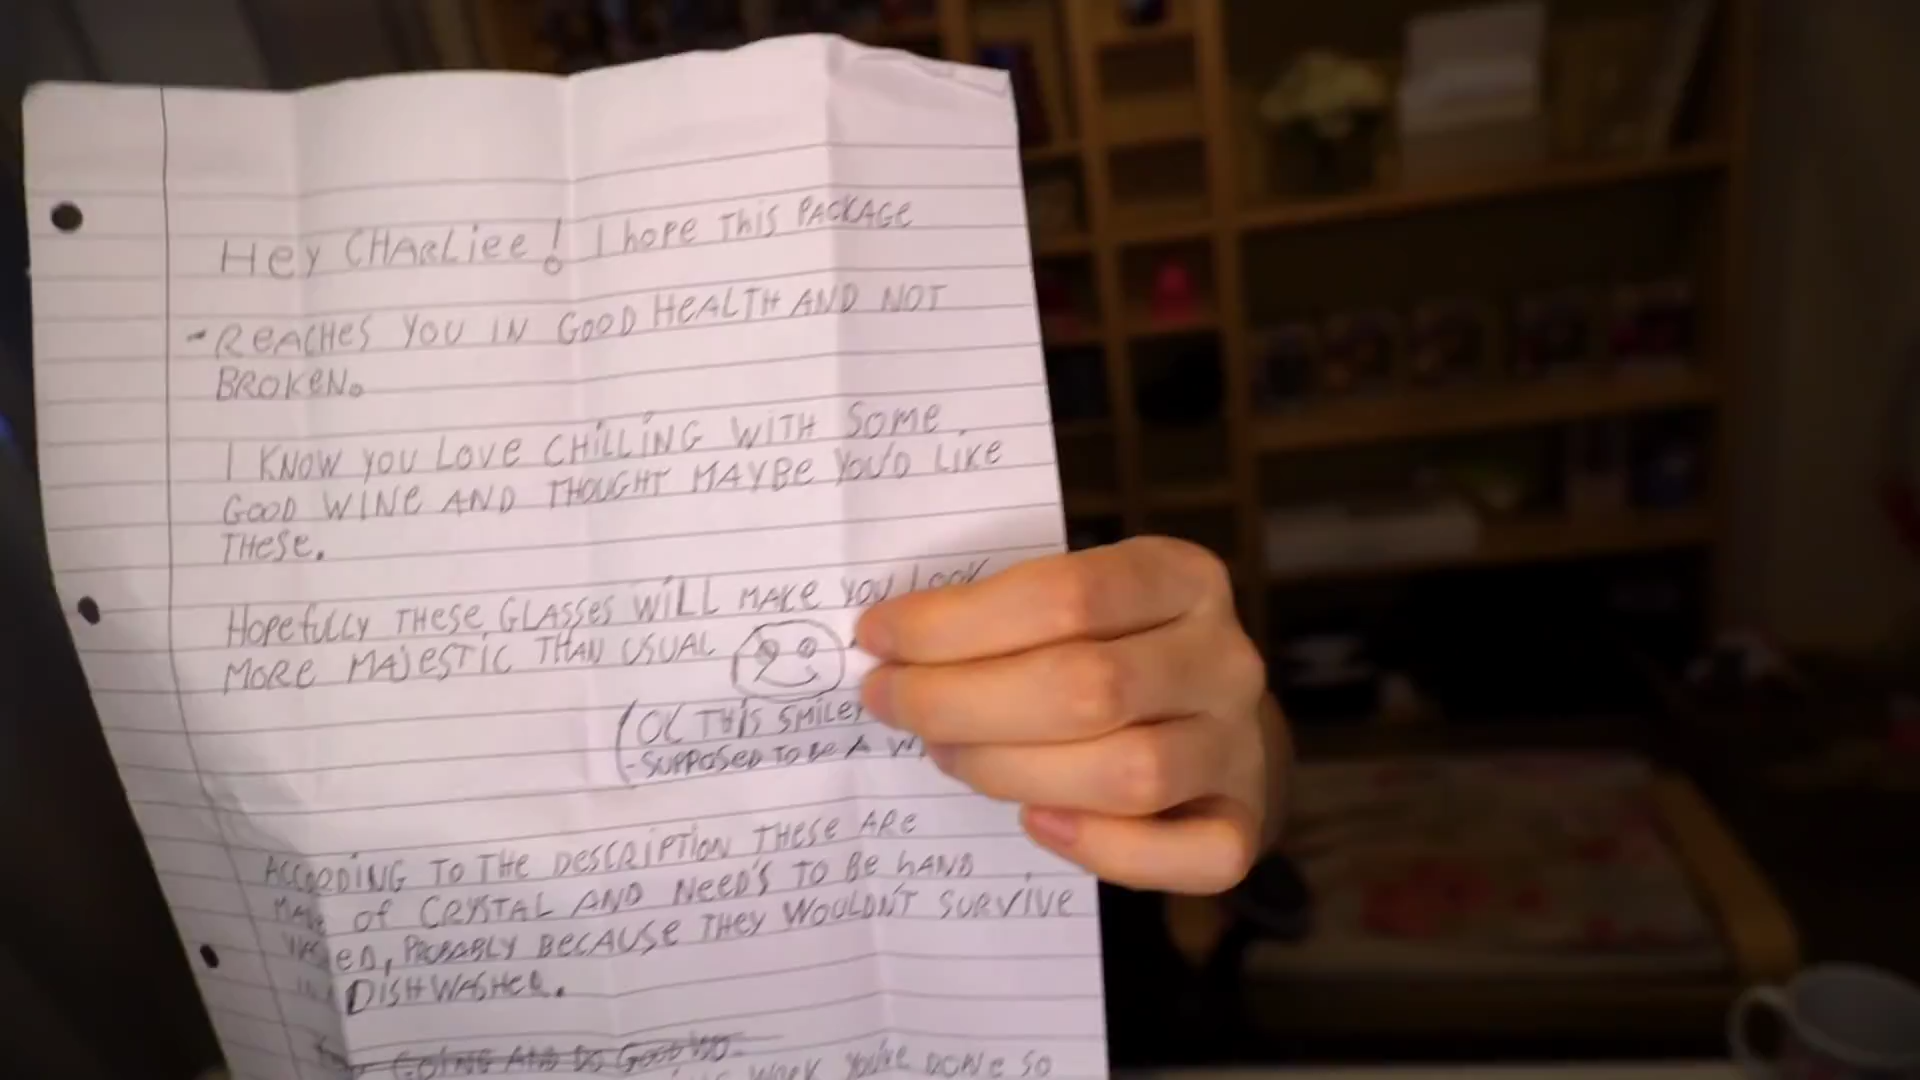 Hey CHArLiee! I hope This PACKAGe
-ReACHES YOU IN GOOD HeALTH AND NOT
BROKeN.
I KNOW YOU LOVe CHiLLiNG WiTH SOMe
GOOD WINe AND THOUGHT MAYBe YOU'D LiKe
THeSe.
HopefuLLY THeSe GLASSeS WiLL MAKe YOU LOOK
MORe MAJeSTiC THAN USUAL
(OC THiS SMiLeY
-SUPPOSeD TO Be A
ACCORDiNG TO THe DeSCRiPTiON THeSe ARe
of CRYSTAL AND NeeD'S TO Be hAND
eD, PROBABLY BeCAUSe THeY WOULDN'T SURViVe
DiSHWASHeR.
GOiNG AND DO GOOD
WORK YOU'Ve DONe SO